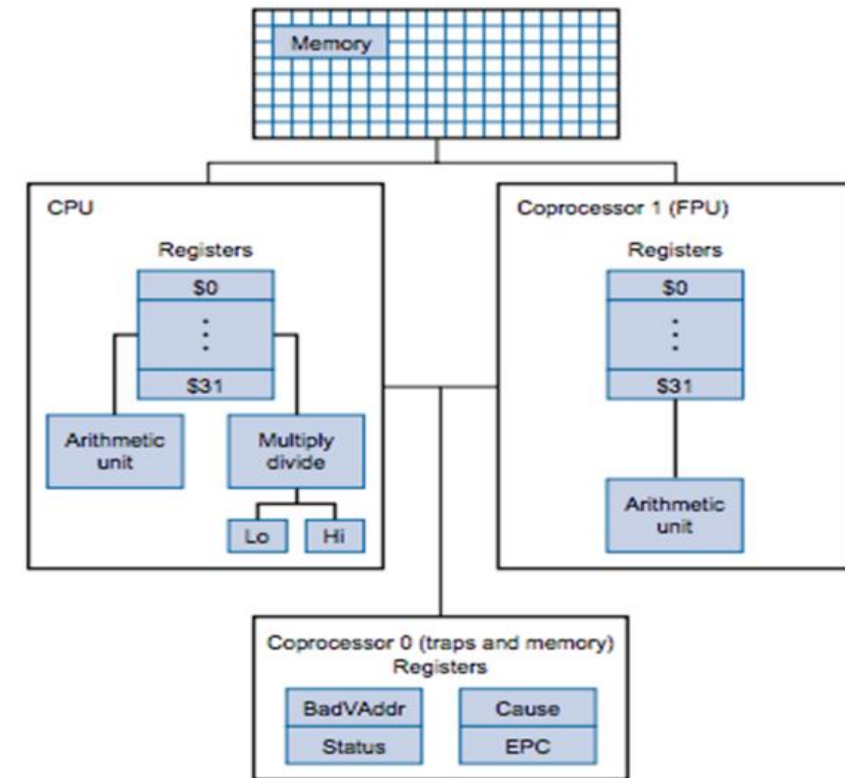 Memory
CPU
Registers
$0
$31
Arithmetic
unit
Multiply
divide
Lo
Hi
Coprocessor 1 (FPU)
Registers
$0
$31
Arithmetic
unit
Coprocessor 0 (traps and memory)
Registers
BadVAddr
Cause
Status
EPC